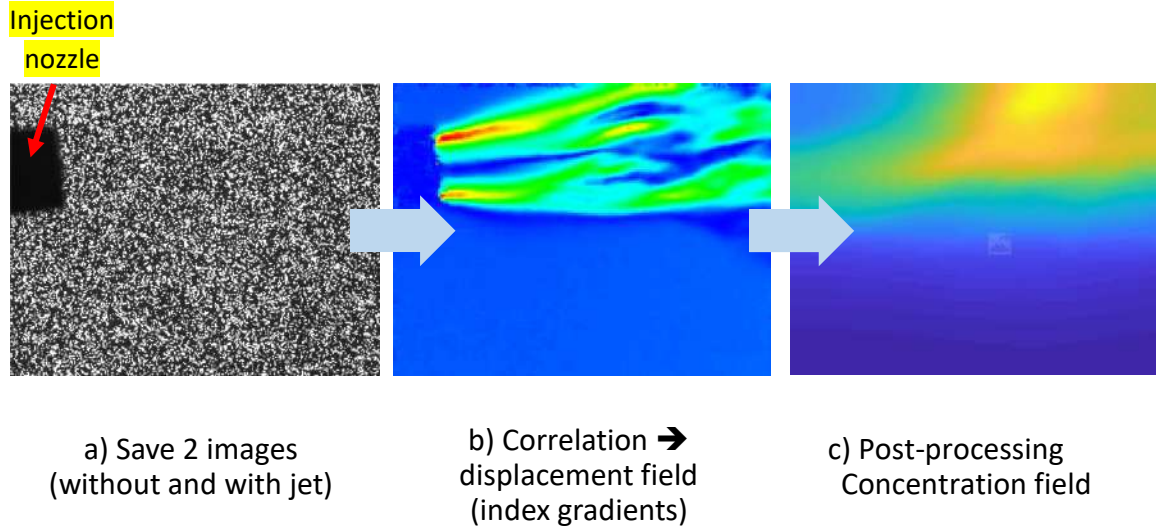 Injection
nozzle
a) Save 2 images
(without and with jet)
b) Correlation ➔
displacement field
(index gradients)
c) Post-processing
Concentration field